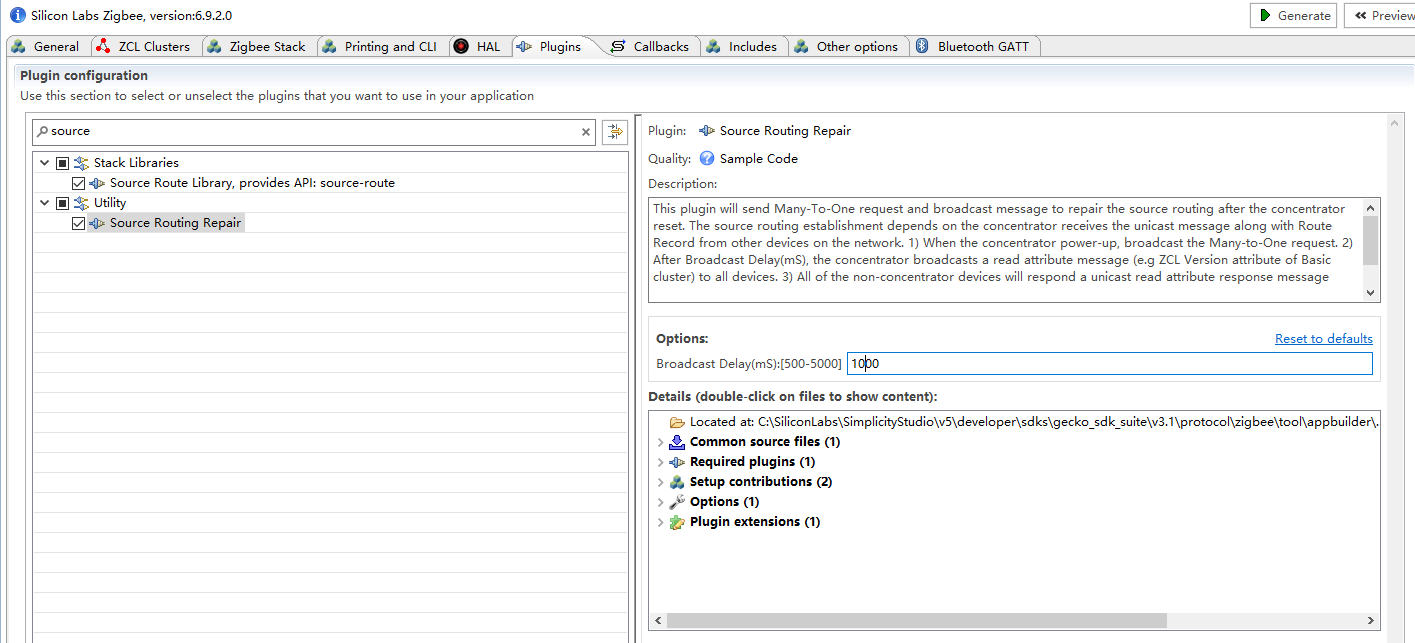 Silicon Labs Zigbee, version:6.9.2.0
Generate
Preview
General
ZCL Clusters
Zigbee Stack
Printing and CLI
HAL
Plugins
Callbacks
Includes
Other options
Bluetooth GATT
Plugin configuration
Use this section to select or unselect the plugins that you want to use in your application
source
Stack Libraries
Source Route Library, provides API: source-route
Utility
Source Routing Repair
Plugin: Source Routing Repair
Quality: Sample Code
Description:
This plugin will send Many-To-One request and broadcast message to repair the source routing after the concentrator
reset. The source routing establishment depends on the concentrator receives the unicast message along with Route
Record from other devices on the network. 1) When the concentrator power-up, broadcast the Many-to-One request. 2)
After Broadcast Delay(mS), the concentrator broadcasts a read attribute message (e.g ZCL Version attribute of Basic
cluster) to all devices. 3) All of the non-concentrator devices will respond a unicast read attribute response message
Options:
Reset to defaults
Broadcast Delay(mS):[500-5000] 1000
Details (double-click on files to show content):
Located at: C:\SiliconLabs\SimplicityStudio\v5\developer\sdks\gecko_sdk_suite\v3.1\protocol\zigbee\tool\appbuilder\.
Common source files (1)
Required plugins (1)
Setup contributions (2)
Options (1)
Plugin extensions (1)